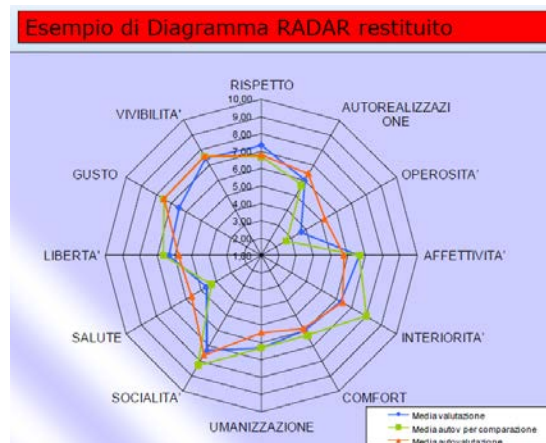 Esempio di Diagramma RADAR restituito
RISPETTO
10,00
9,00
8,00
7,00
6,00
5,00
4,00
3,00
2,00
1,00
AUTOREALIZZAZI
ONE
OPEROSITA'
AFFETTIVITA'
INTERIORITA'
COMFORT
UMANIZZAZIONE
SOCIALITA'
SALUTE
LIBERTA'
GUSTO
VIVIBILITA'
Media valutazione
Media autov per comparazione
Media autovalutazione